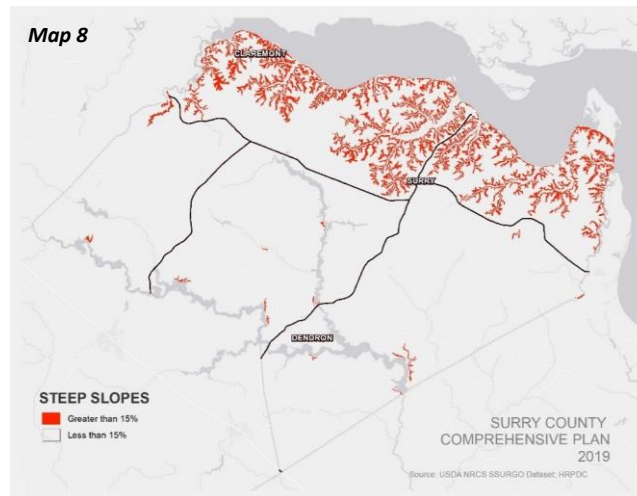 Map 8
CLAREMONT
SURRY
DENDRON
STEEP SLOPES
Greater than 15%
Less than 15%
SURRY COUNTY
COMPREHENSIVE PLAN
2019
Source: USDA NRCS SSURGO Dataset; HRPDC